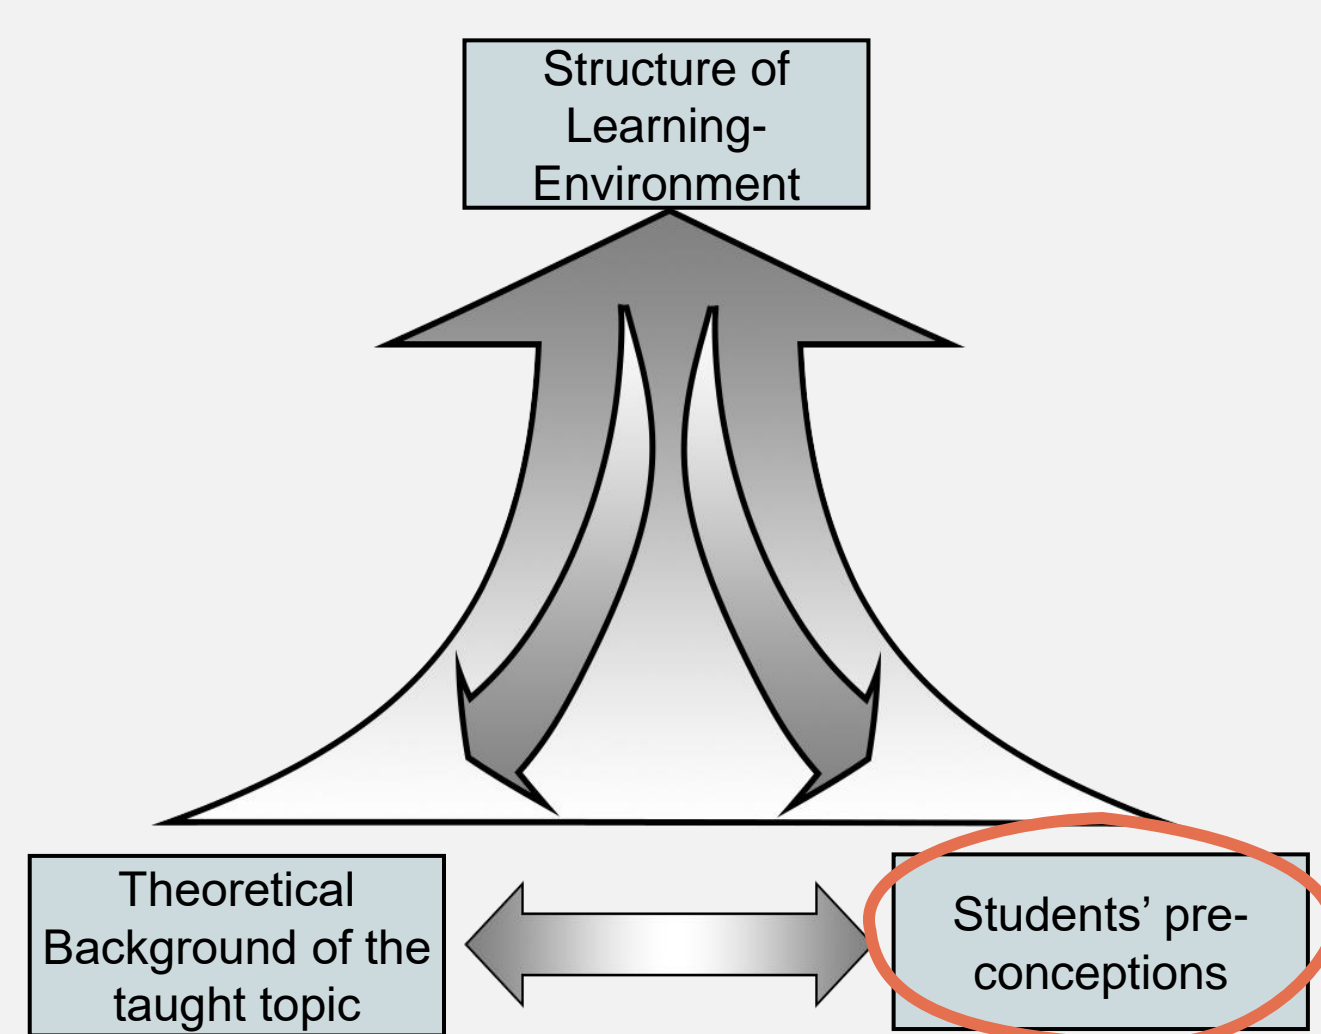 Structure of
Learning-
Environment
Theoretical
Background of the
taught topic
Students’ pre-
conceptions